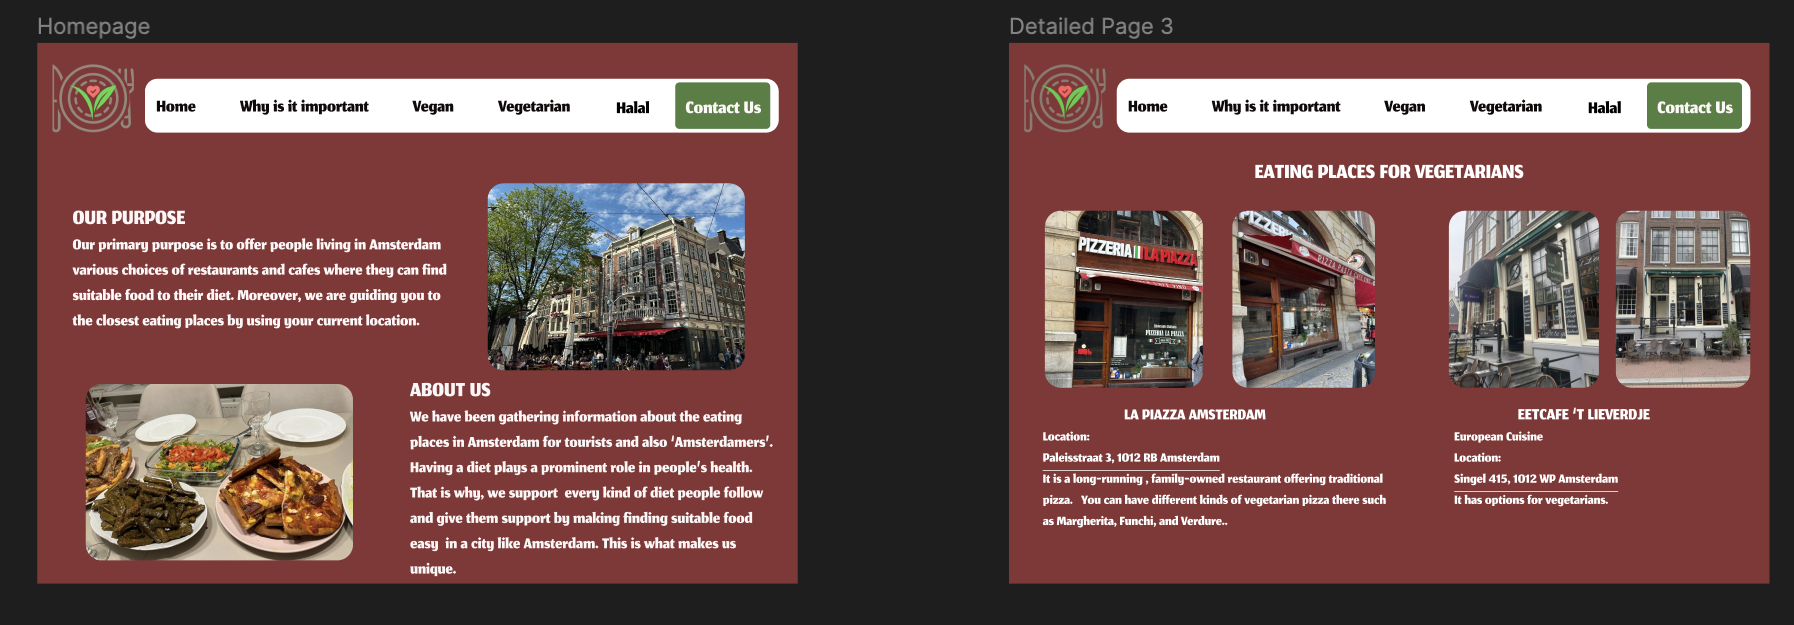 Homepage
Home Why is it important Vegan Vegetarian Halal Contact Us
OUR PURPOSE
Our primary purpose is to offer people living in Amsterdam
various choices of restaurants and cafes where they can find
suitable food to their diet. Moreover, we are guiding you to
the closest eating places by using your current location.
ABOUT US
We have been gathering information about the eating
places in Amsterdam for tourists and also 'Amsterdamers'.
Having a diet plays a prominent role in people's health.
That is why, we support  every kind of diet people follow
and give them support by making finding suitable food
easy  in a city like Amsterdam. This is what makes us
unique.
Detailed Page 3
Home Why is it important Vegan Vegetarian Halal Contact Us
EATING PLACES FOR VEGETARIANS
PIZZERIA LA PIAZZA
PIZZERIA LA PIAZZA
LA PIAZZA AMSTERDAM
Location:
Paleisstraat 3, 1012 RB Amsterdam
It is a long-running , family-owned restaurant offering traditional
pizza.   You can have different kinds of vegetarian pizza there such
as Margherita, Funchi, and Verdure..
EETCAFE 'T LIEVERDJE
European Cuisine
Location:
Singel 415, 1012 WP Amsterdam
It has options for vegetarians.